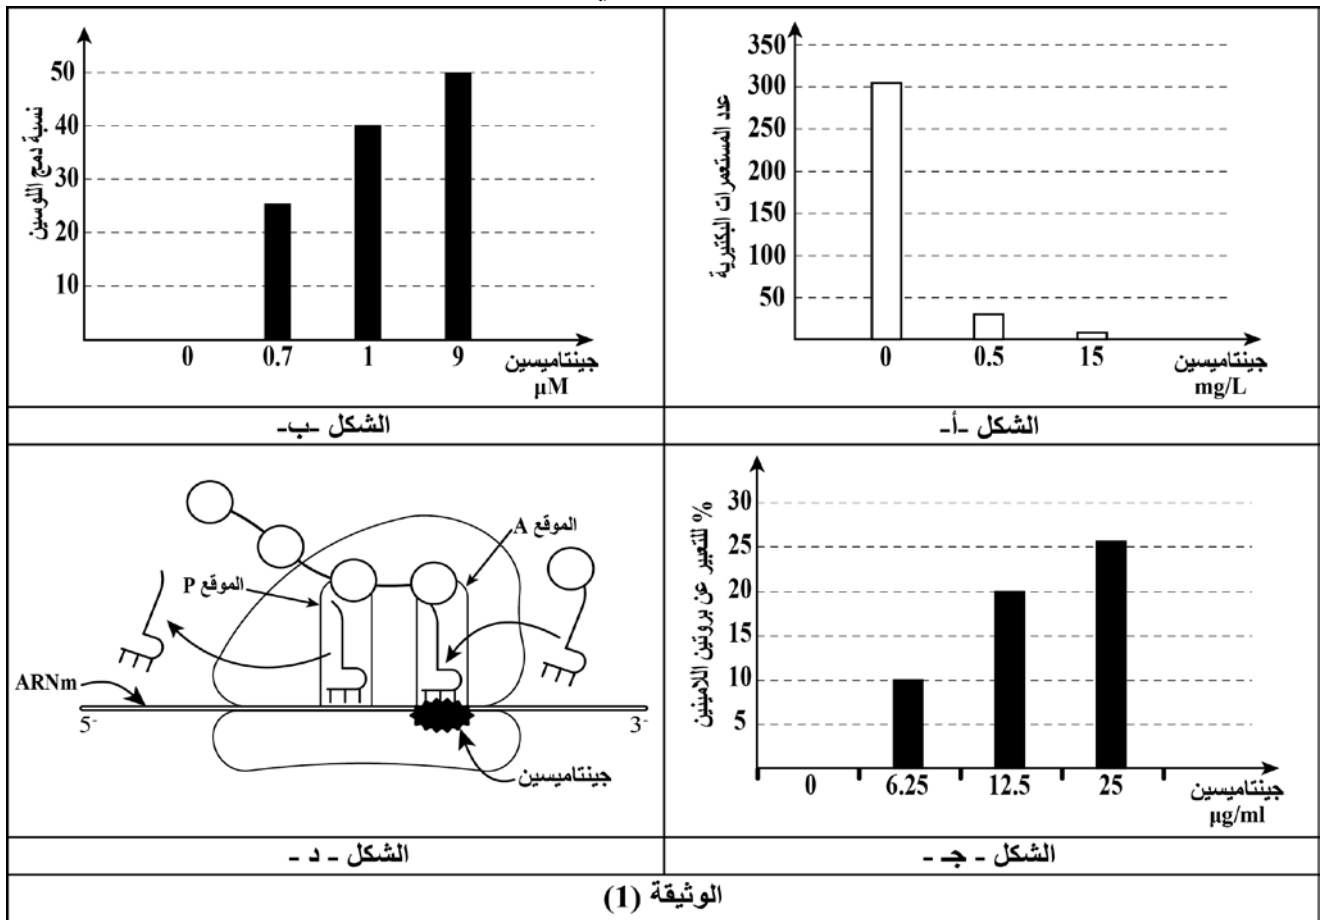 350
300
250
200
150
100
50
عدد المستعمرات البكتيرية
0 0.5 15
جينتاميسين
mg/L
الشكل -أ-
50
40
30
20
10
نسبة دمج اللوسين
0 0.7 1 9
جينتاميسين
µM
الشكل -ب-
30
25
20
15
10
5
% للتعبير عن بروتين اللامينين
0 6.25 12.5 25
جينتاميسين
µg/ml
الشكل - جـ -
الموقع A
الموقع P
ARNm
5-
3-
جينتاميسين
الشكل - د -
الوثيقة (1)